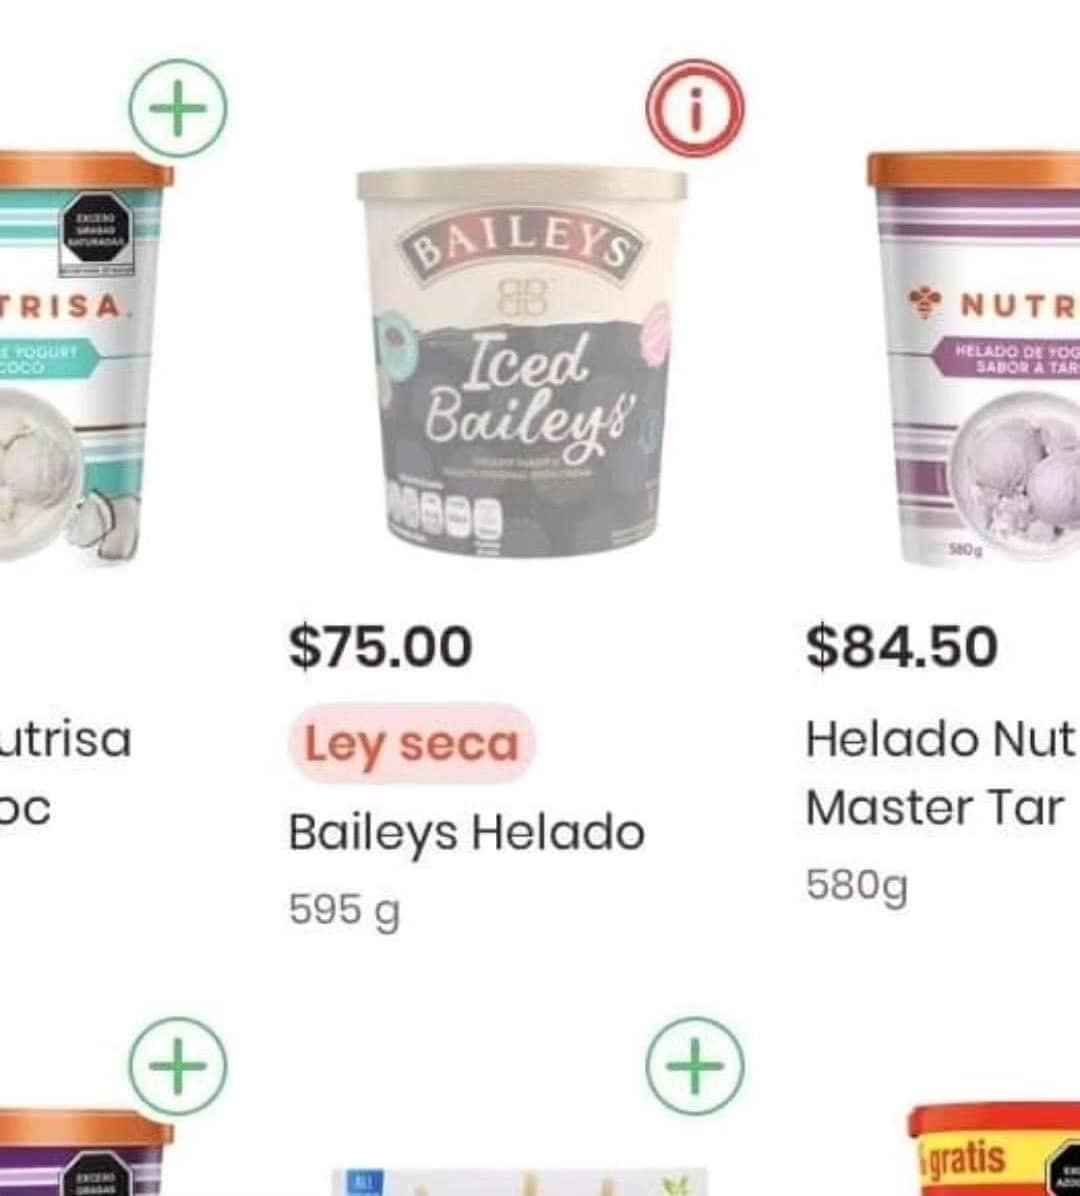 EXCESO
GRASAS
SATURADAS
TRISA.
E YOGURT
COCO
BAILEYS
Iced
Baileys
NUTR
HELADO DE YOG
SABOR A TAR
580g
$75.00
$84.50
utrisa
oc
Ley seca
Baileys Helado
595 g
Helado Nut
Master Tar
580g
EXCESO
GRASAS
ALL
gratis